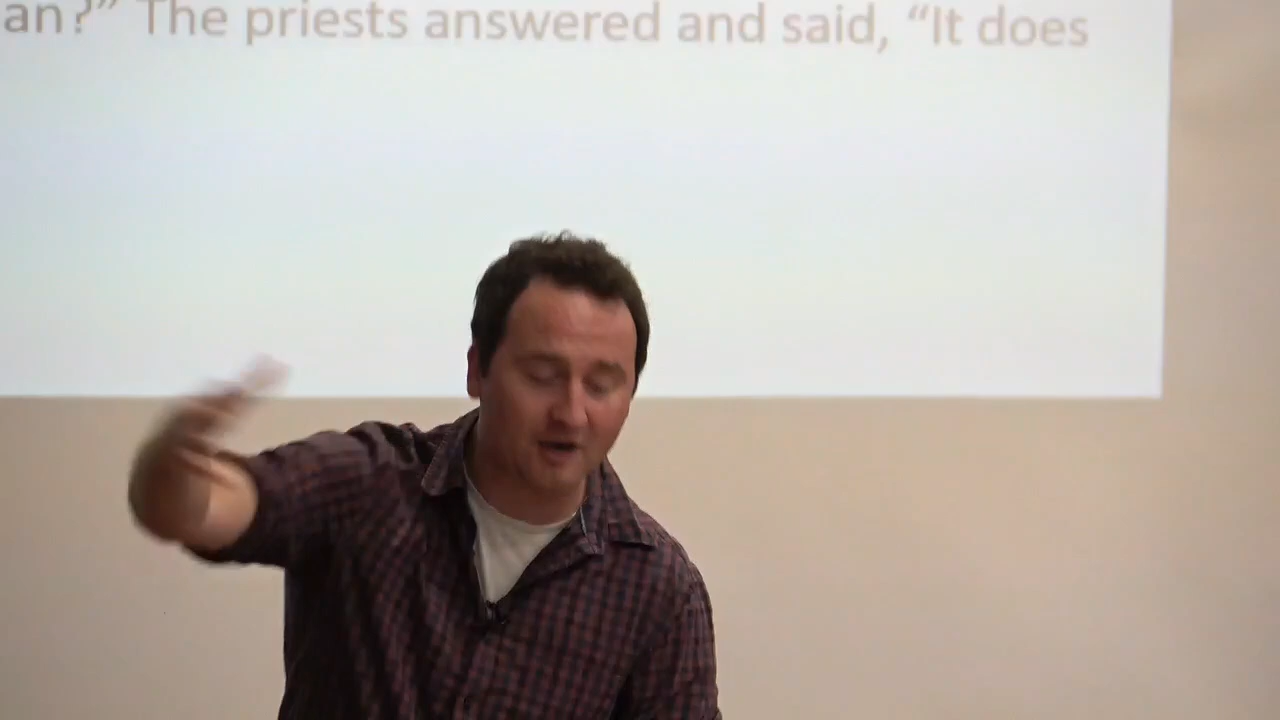 an?” The priests answered and said, “It does